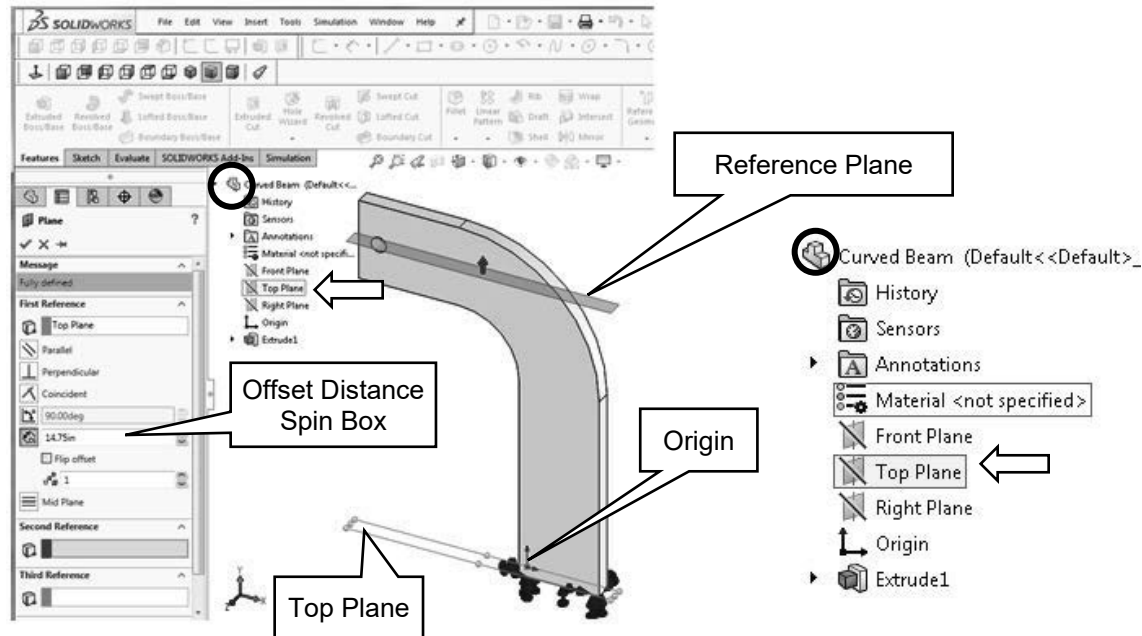 SOLIDWORKS File Edit View Insert Tools Simulation Window Help
Extruded Boss/Base
Revolved Boss/Base
Swept Boss/Base
Lofted Boss/Base
Boundary Boss/Base
Extruded Cut
Hole Wizard
Revolved Cut
Swept Cut
Lofted Cut
Boundary Cut
Fillet
Linear Pattern
Rib
Draft
Shell
Wrap
Intersect
Mirror
Features Sketch Evaluate SOLIDWORKS Add-Ins Simulation
Plane ?
Message
Fully defined
First Reference
Top Plane
Parallel
Perpendicular
Coincident
90.00deg
14.75in
Flip offset
1
Mid Plane
Second Reference
Third Reference
Curved Beam (Default<<...
History
Sensors
Annotations
Material <not specifi...
Front Plane
Top Plane
Right Plane
Origin
Extrude1
Reference Plane
Offset Distance
Spin Box
Origin
Top Plane
Y
X
Z
Curved Beam (Default<<Default>_
History
Sensors
Annotations
Material <not specified>
Front Plane
Top Plane
Right Plane
Origin
Extrude1